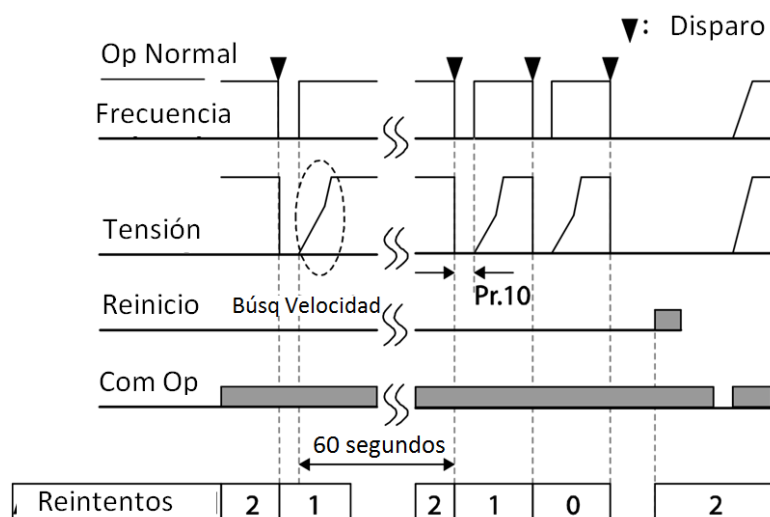 ▼: Disparo
Op Normal
Frecuencia
Tensión
Pr.10
Reinicio
Búsq Velocidad
Com Op
60 segundos
Reintentos 2 1 2 1 0 2